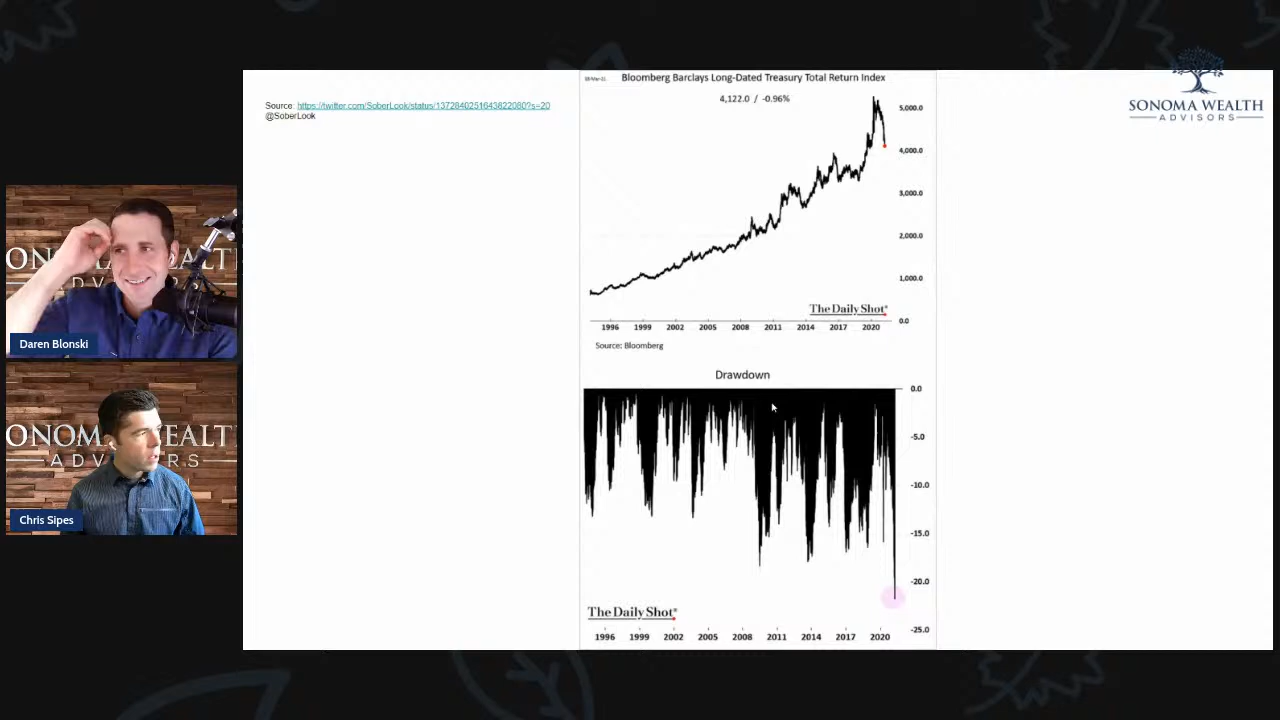 SONOMA WEALTH
ADVISORS
Source: https://twitter.com/SoberLook/status/1372840251643822080?s=20
@SoberLook
Bloomberg Barclays Long-Dated Treasury Total Return Index
4,122.0 / -0.96%
5,000.0
4,000.0
3,000.0
2,000.0
1,000.0
0.0
The Daily Shot®
1996 1999 2002 2005 2008 2011 2014 2017 2020
Source: Bloomberg
Drawdown
0.0
-5.0
-10.0
-15.0
-20.0
-25.0
The Daily Shot®
1996 1999 2002 2005 2008 2011 2014 2017 2020
Daren Blonski
Chris Sipes